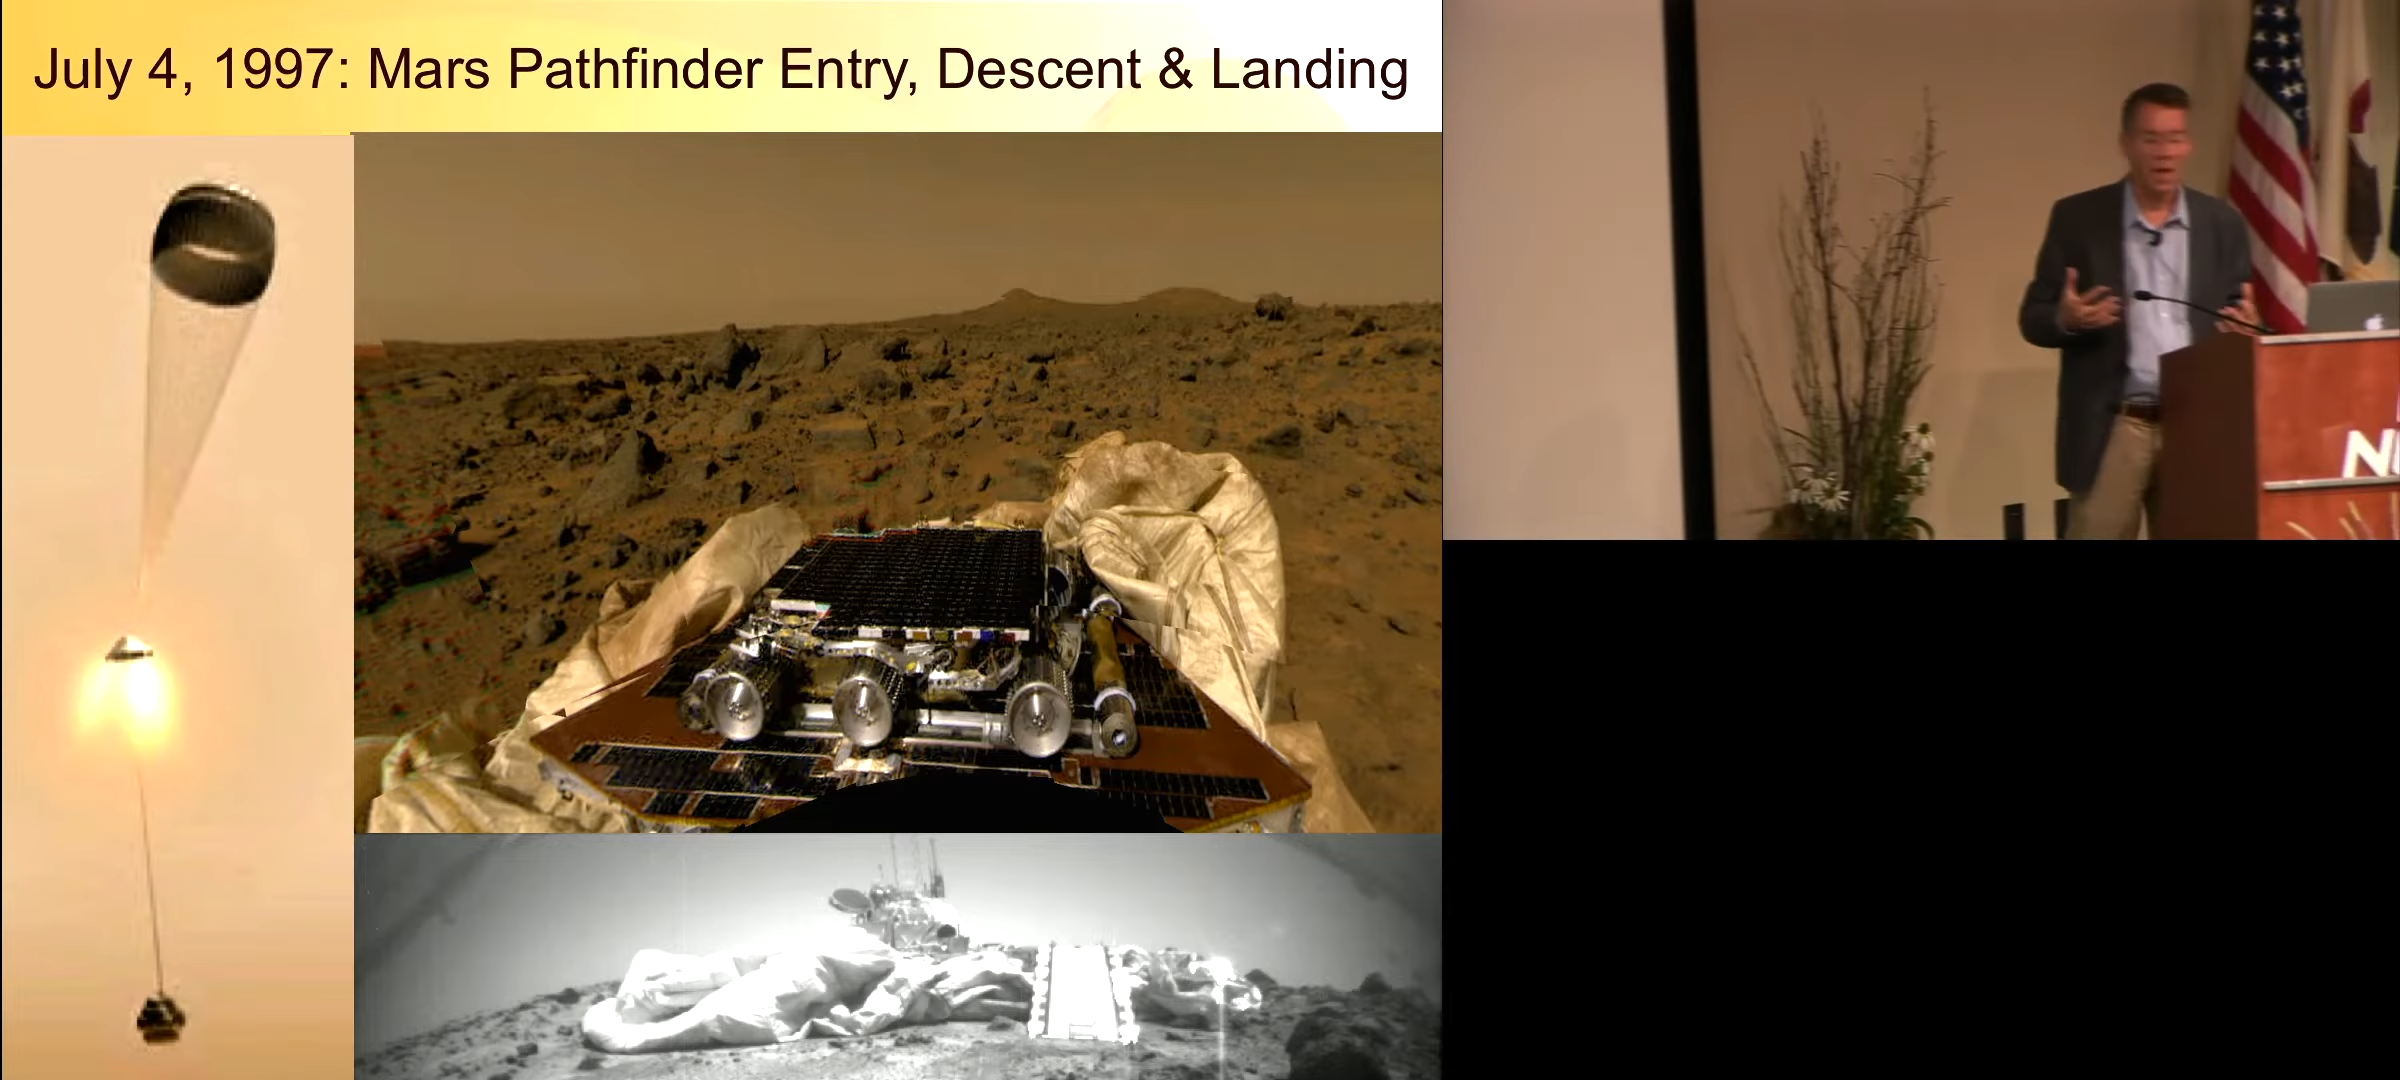 July 4, 1997: Mars Pathfinder Entry, Descent & Landing